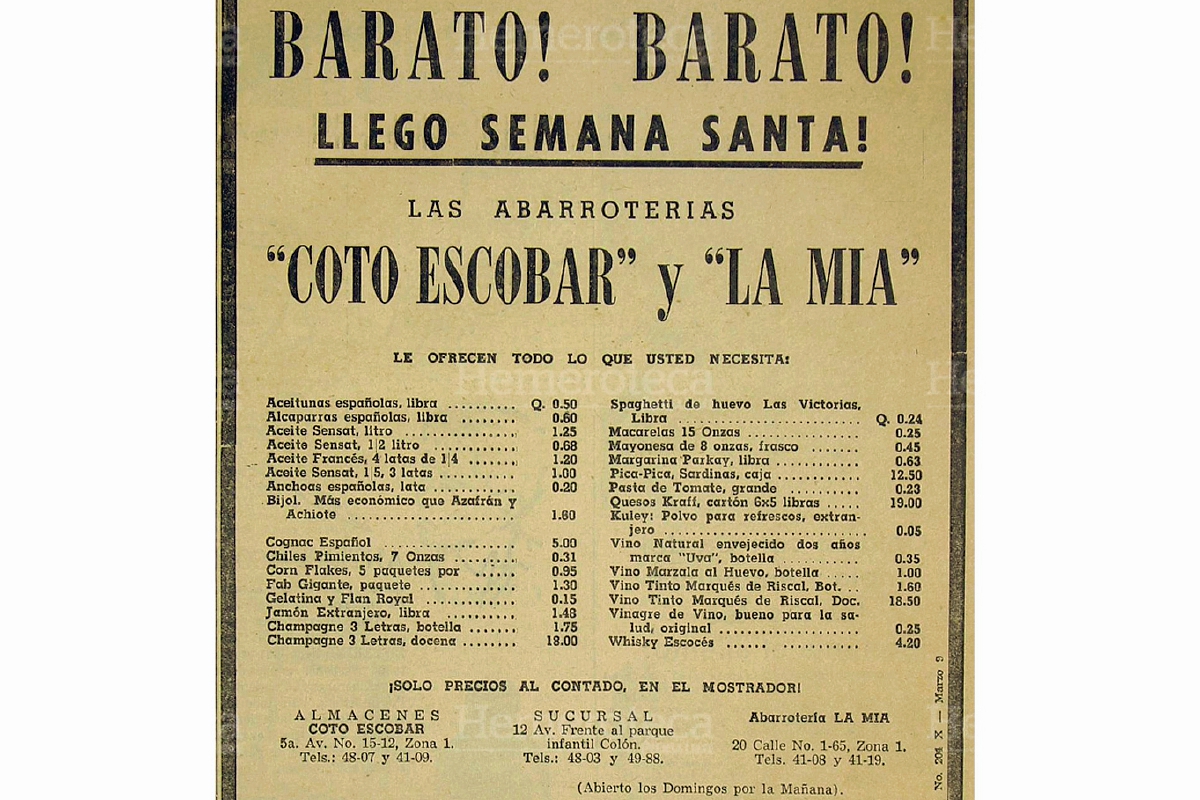 BARATO! BARATO!
LLEGO SEMANA SANTA!
LAS ABARROTERIAS
"COTO ESCOBAR" y "LA MIA"
LE OFRECEN TODO LO QUE USTED NECESITA:
Aceitunas españolas, libra .......... Q. 0.50
Alcaparras españolas, libra .......... 0.60
Aceite Sensat, litro .......... 1.25
Aceite Sensat, 1|2 litro .......... 0.68
Aceite Francés, 4 latas de 1|4 ....... 1.20
Aceite Sensat, 1|5, 3 latas .......... 1.00
Anchoas españolas, lata .......... 0.20
Bijol. Más económico que Azafrán y
Achiote .......... 1.60
Cognac Español .......... 5.00
Chiles Pimientos, 7 Onzas .......... 0.31
Corn Flakes, 5 paquetes por ...... 0.95
Fab Gigante, paquete .......... 1.30
Gelatina y Flan Royal .......... 0.15
Jamón Extranjero, libra .......... 1.48
Champagne 3 Letras, botella ....... 1.75
Champagne 3 Letras, docena ....... 18.00
Spaghetti de huevo Las Victorias,
Libra .......... Q. 0.24
Macarelas 15 Onzas .......... 0.25
Mayonesa de 8 onzas, frasco ...... 0.45
Margarina Parkay, libra .......... 0.63
Pica-Pica, Sardinas, caja .......... 12.50
Pasta de Tomate, grande .......... 0.23
Quesos Kraft, cartón 6x5 libras ..... 19.00
Kuley: Polvo para refrescos, extran-
jero .......... 0.05
Vino Natural envejecido dos años
marca "Uva", botella .......... 0.35
Vino Marzala al Huevo, botella ..... 1.00
Vino Tinto Marqués de Riscal, Bot. .. 1.60
Vino Tinto Marqués de Riscal, Doc. 18.50
Vinagre de Vino, bueno para la sa-
lud, original .......... 0.25
Whisky Escocés .......... 4.20
¡SOLO PRECIOS AL CONTADO, EN EL MOSTRADOR!
ALMACENES
COTO ESCOBAR
5a. Av. No. 15-12, Zona 1.
Tels.: 48-07 y 41-09.
SUCURSAL
12 Av. Frente al parque
infantil Colón.
Tels.: 48-03 y 49-88.
Abarrotería LA MIA
20 Calle No. 1-65, Zona 1.
Tels. 41-08 y 41-19.
(Abierto los Domingos por la Mañana).
No. 204 X — Marzo 9
Hemeroteca
Hemeroteca
Hemeroteca